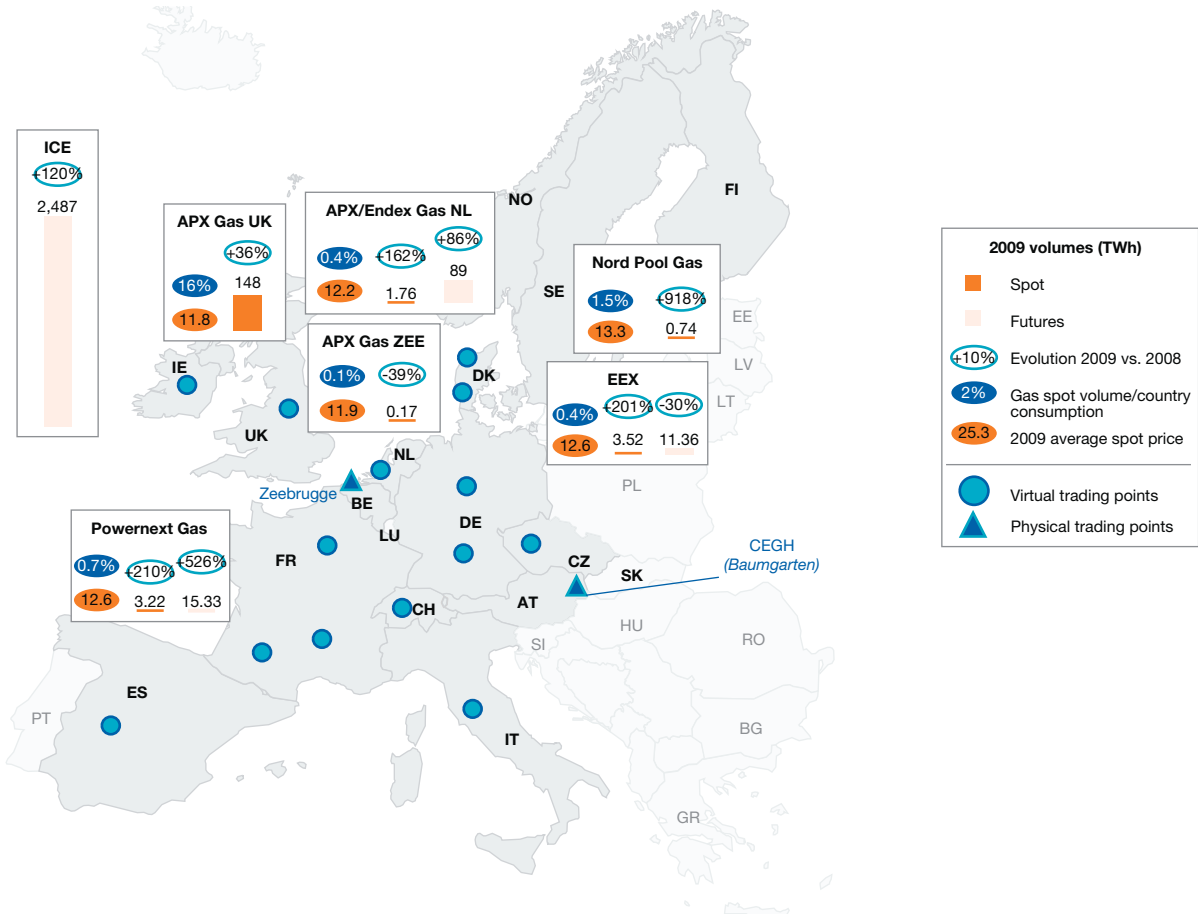 ICE
+120%
2,487
APX Gas UK
+36%
16%
148
11.8
APX/Endex Gas NL
0.4%
+162%
+86%
12.2
1.76
89
APX Gas ZEE
0.1%
-39%
11.9
0.17
Nord Pool Gas
1.5%
+918%
13.3
0.74
EEX
0.4%
+201%
-30%
12.6
3.52
11.36
Powernext Gas
0.7%
+210%
+526%
12.6
3.22
15.33
NO
FI
SE
EE
LV
LT
IE
DK
UK
NL
Zeebrugge
BE
PL
LU
DE
FR
CZ
SK
CEGH
(Baumgarten)
CH
AT
HU
SI
RO
ES
PT
IT
BG
GR
2009 volumes (TWh)
Spot
Futures
+10%
Evolution 2009 vs. 2008
2%
Gas spot volume/country
consumption
25.3
2009 average spot price
Virtual trading points
Physical trading points